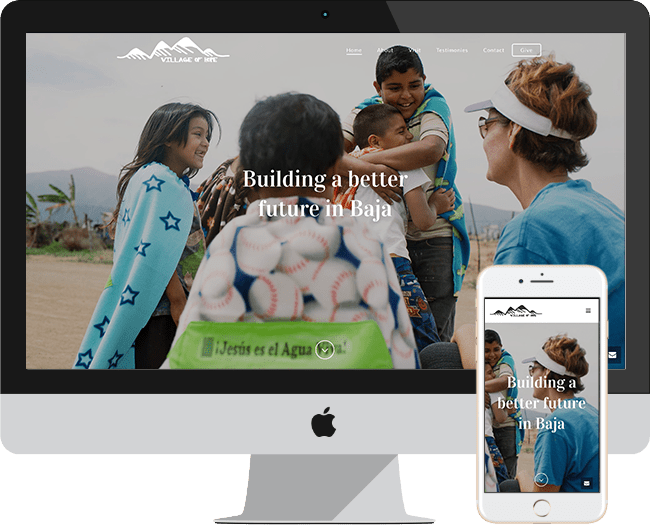 VILLAGE OF HOPE
Home About Visit Testimonies Contact Give
Building a better
future in Baja
¡Jesús es el Agua Viva!
VILLAGE OF HOPE
Building a
better future
in Baja